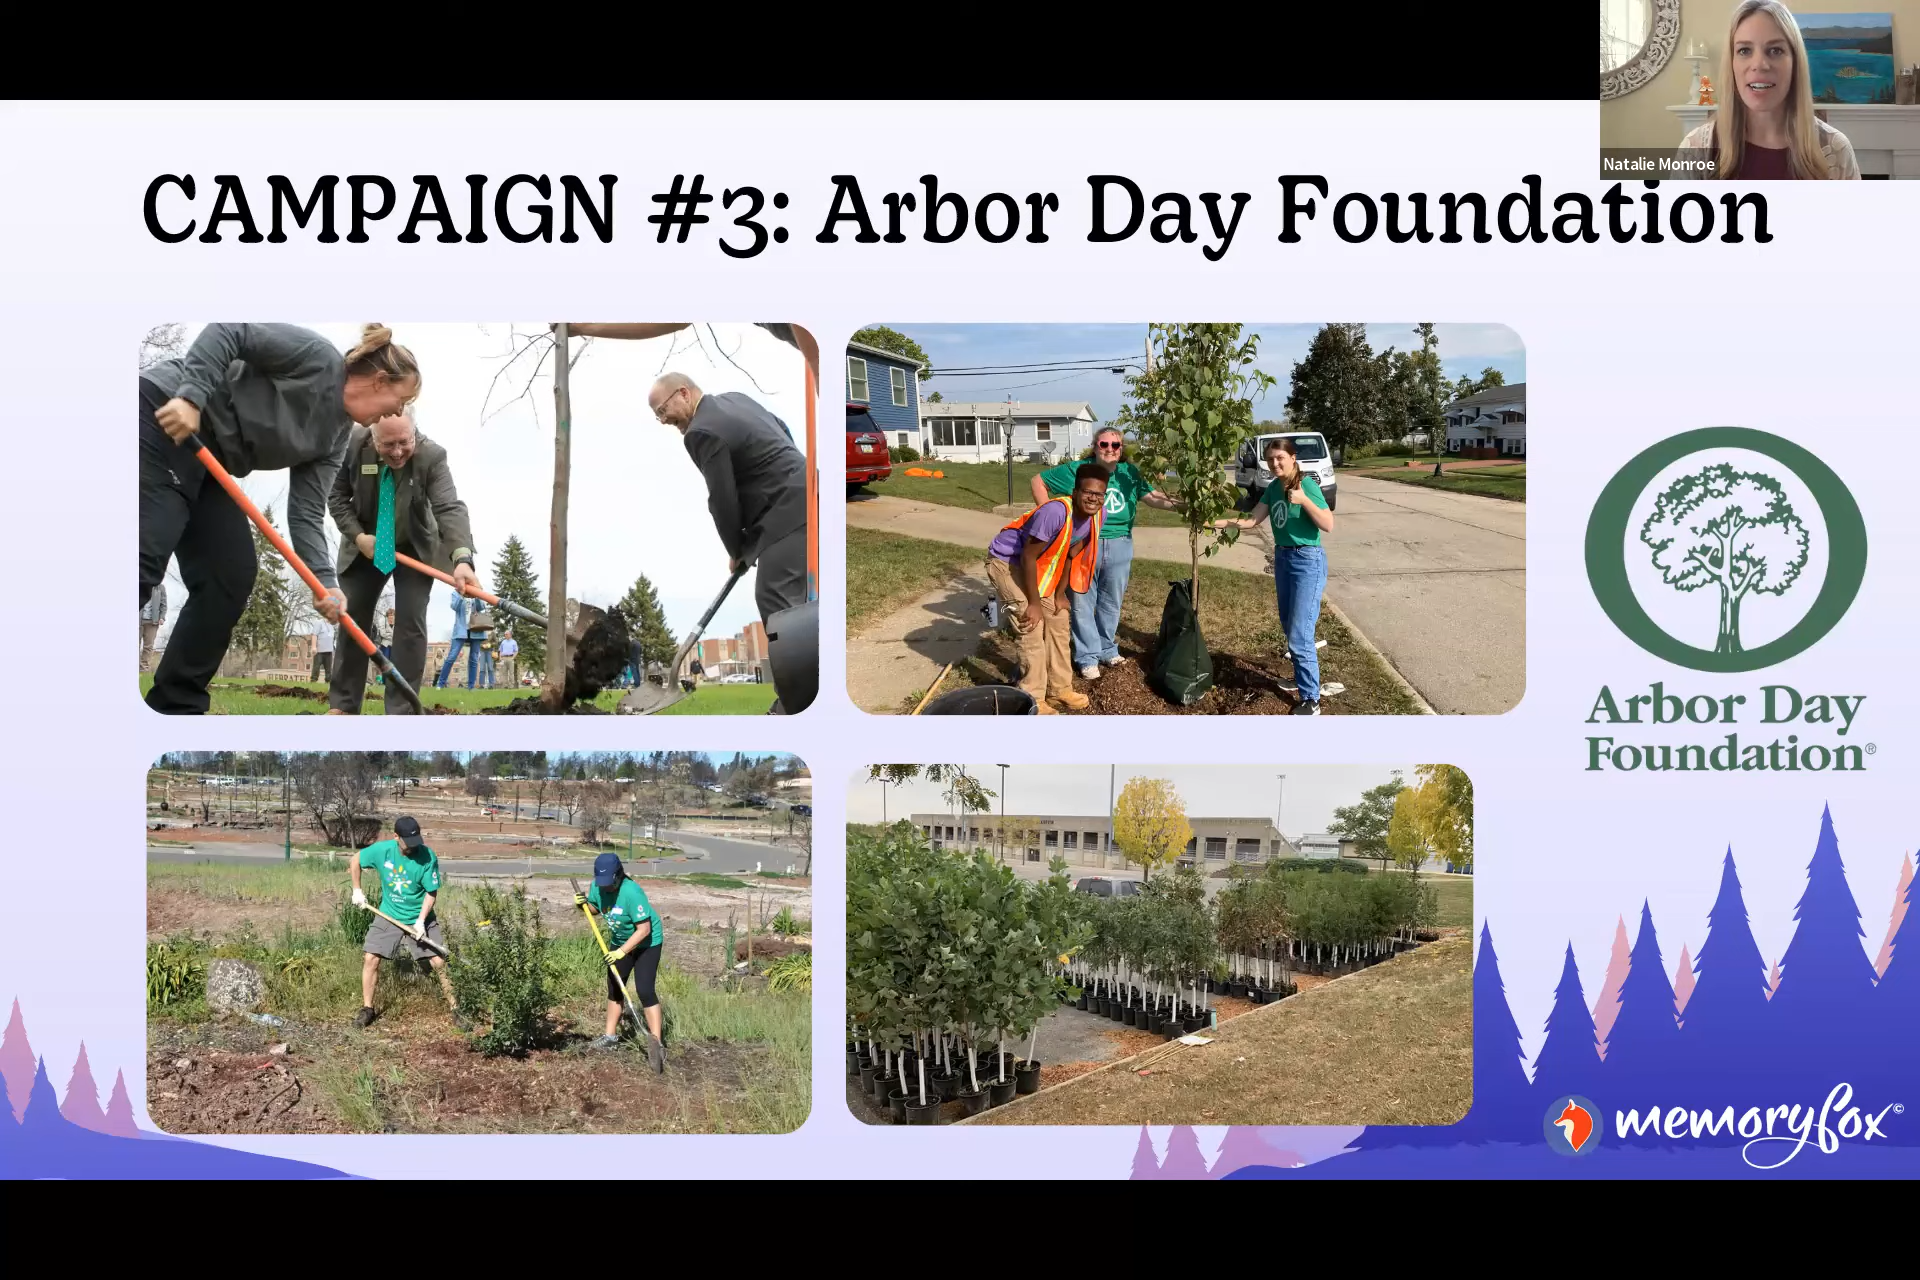 Natalie Monroe
CAMPAIGN #3: Arbor Day Foundation
Arbor Day
Foundation®
memoryfox©